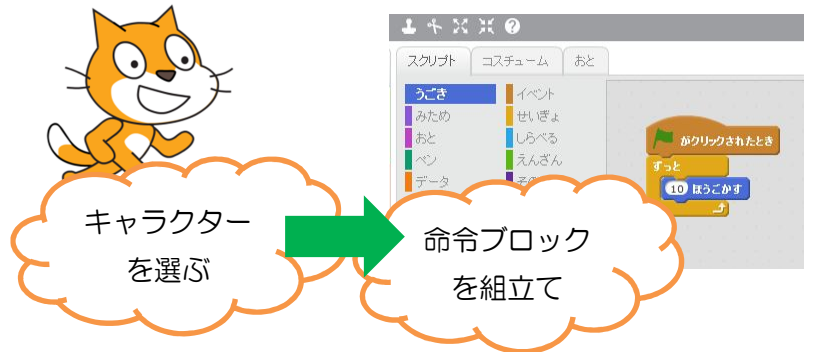 スクリプト コスチューム おと
うごき イベント
みため せいぎょ
おと しらべる
ペン えんざん
データ
がクリックされたとき
ずっと
10 ほうごかす
キャラクター
を選ぶ
命令ブロック
を組立て